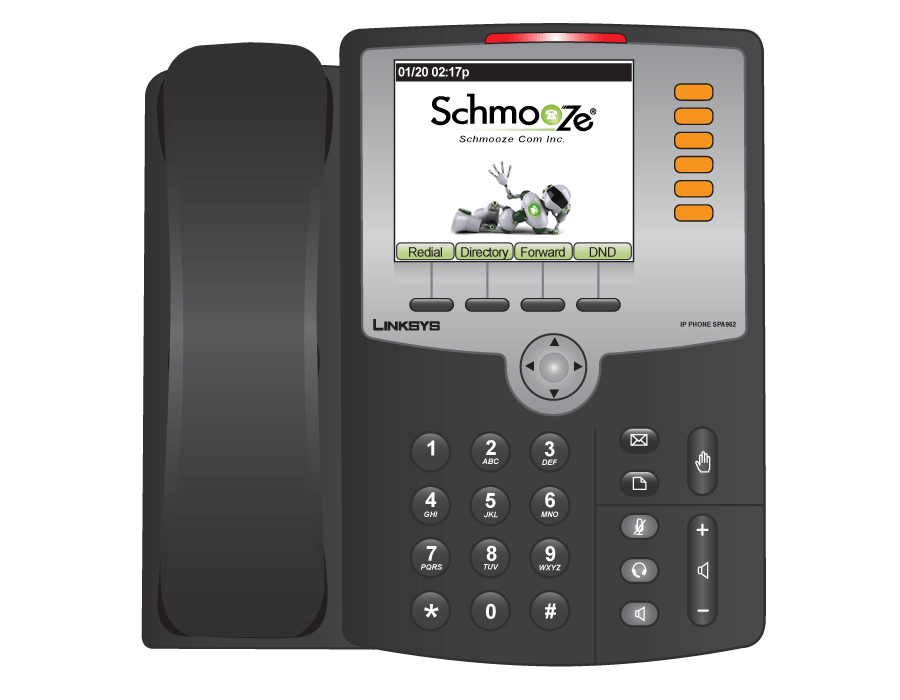 01/20 02:17p
SchmooZe®
Schmooze Com Inc.
Redial Directory Forward DND
LINKSYS
IP PHONE SPA962
1 2 3
ABC DEF
4 5 6
GHI JKL MNO
7 8 9
PQRS TUV WXYZ
* 0 #
+
−